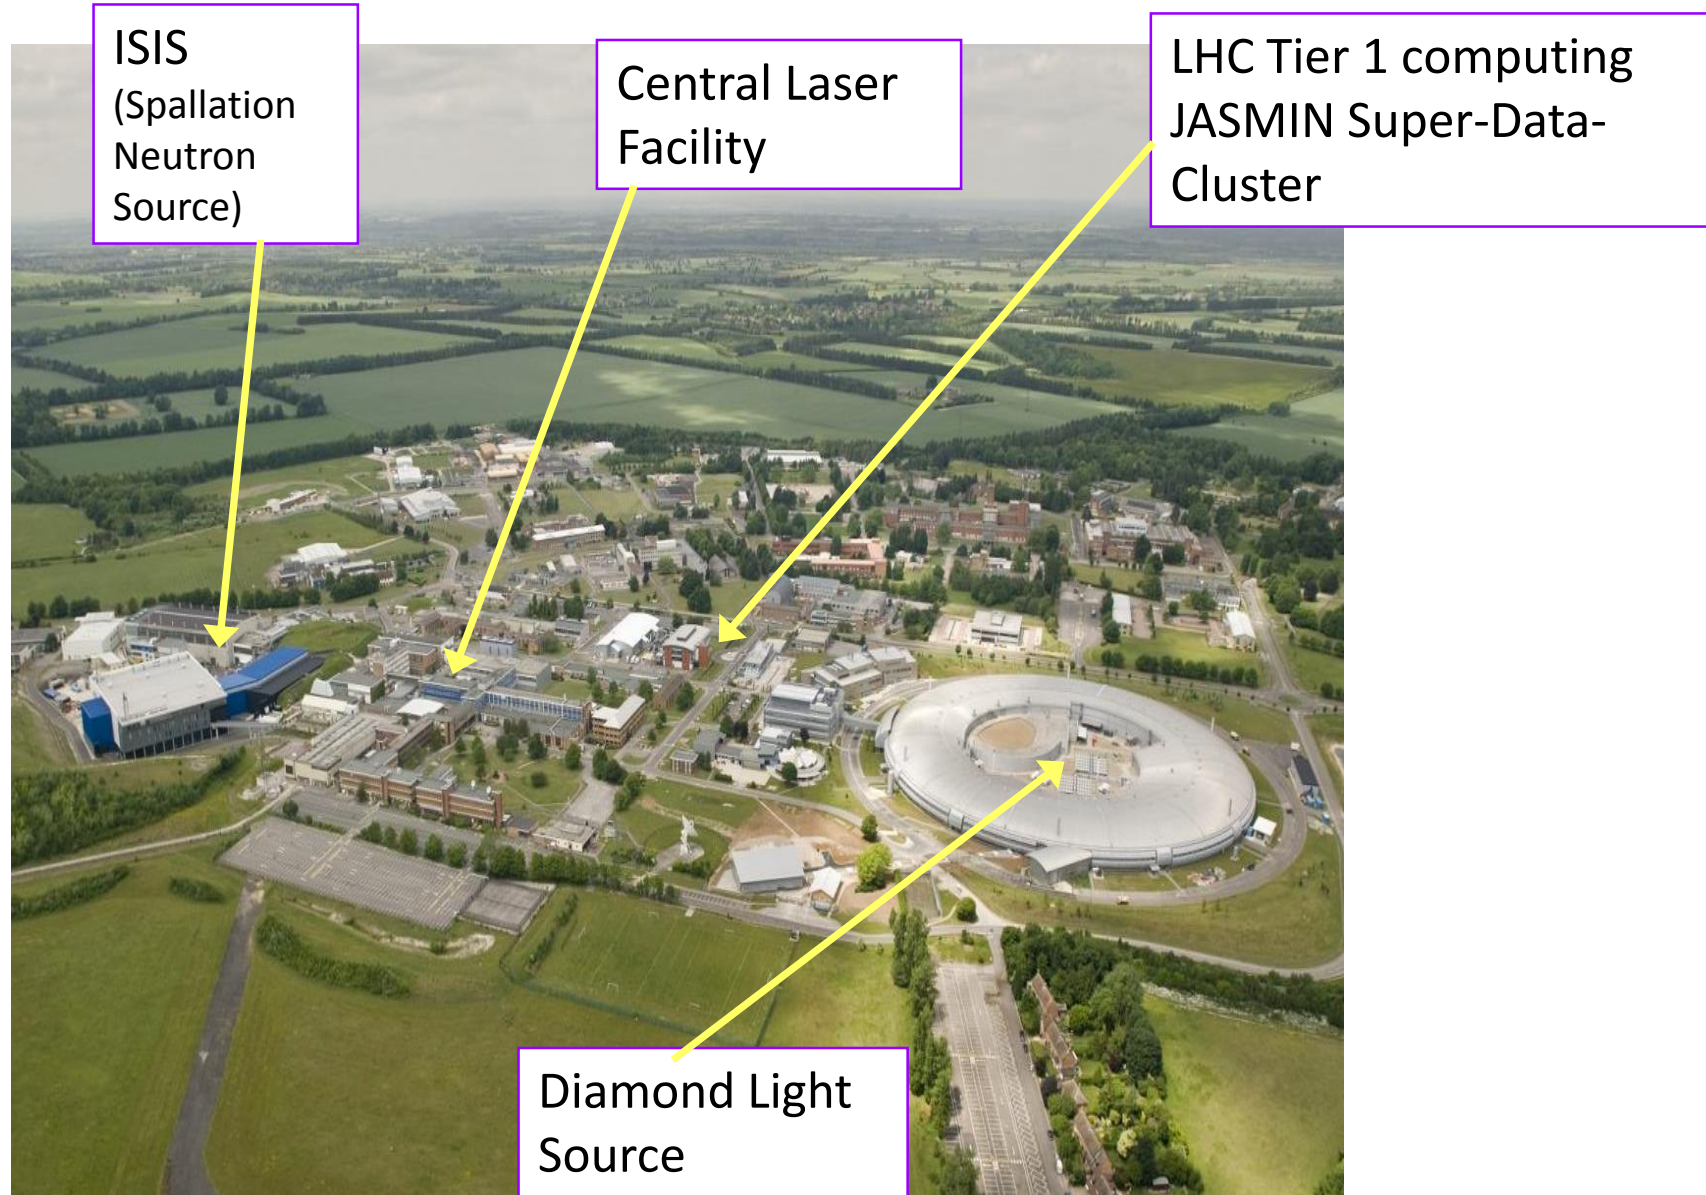 ISIS
(Spallation
Neutron
Source)
Central Laser
Facility
LHC Tier 1 computing
JASMIN Super-Data-
Cluster
Diamond Light
Source